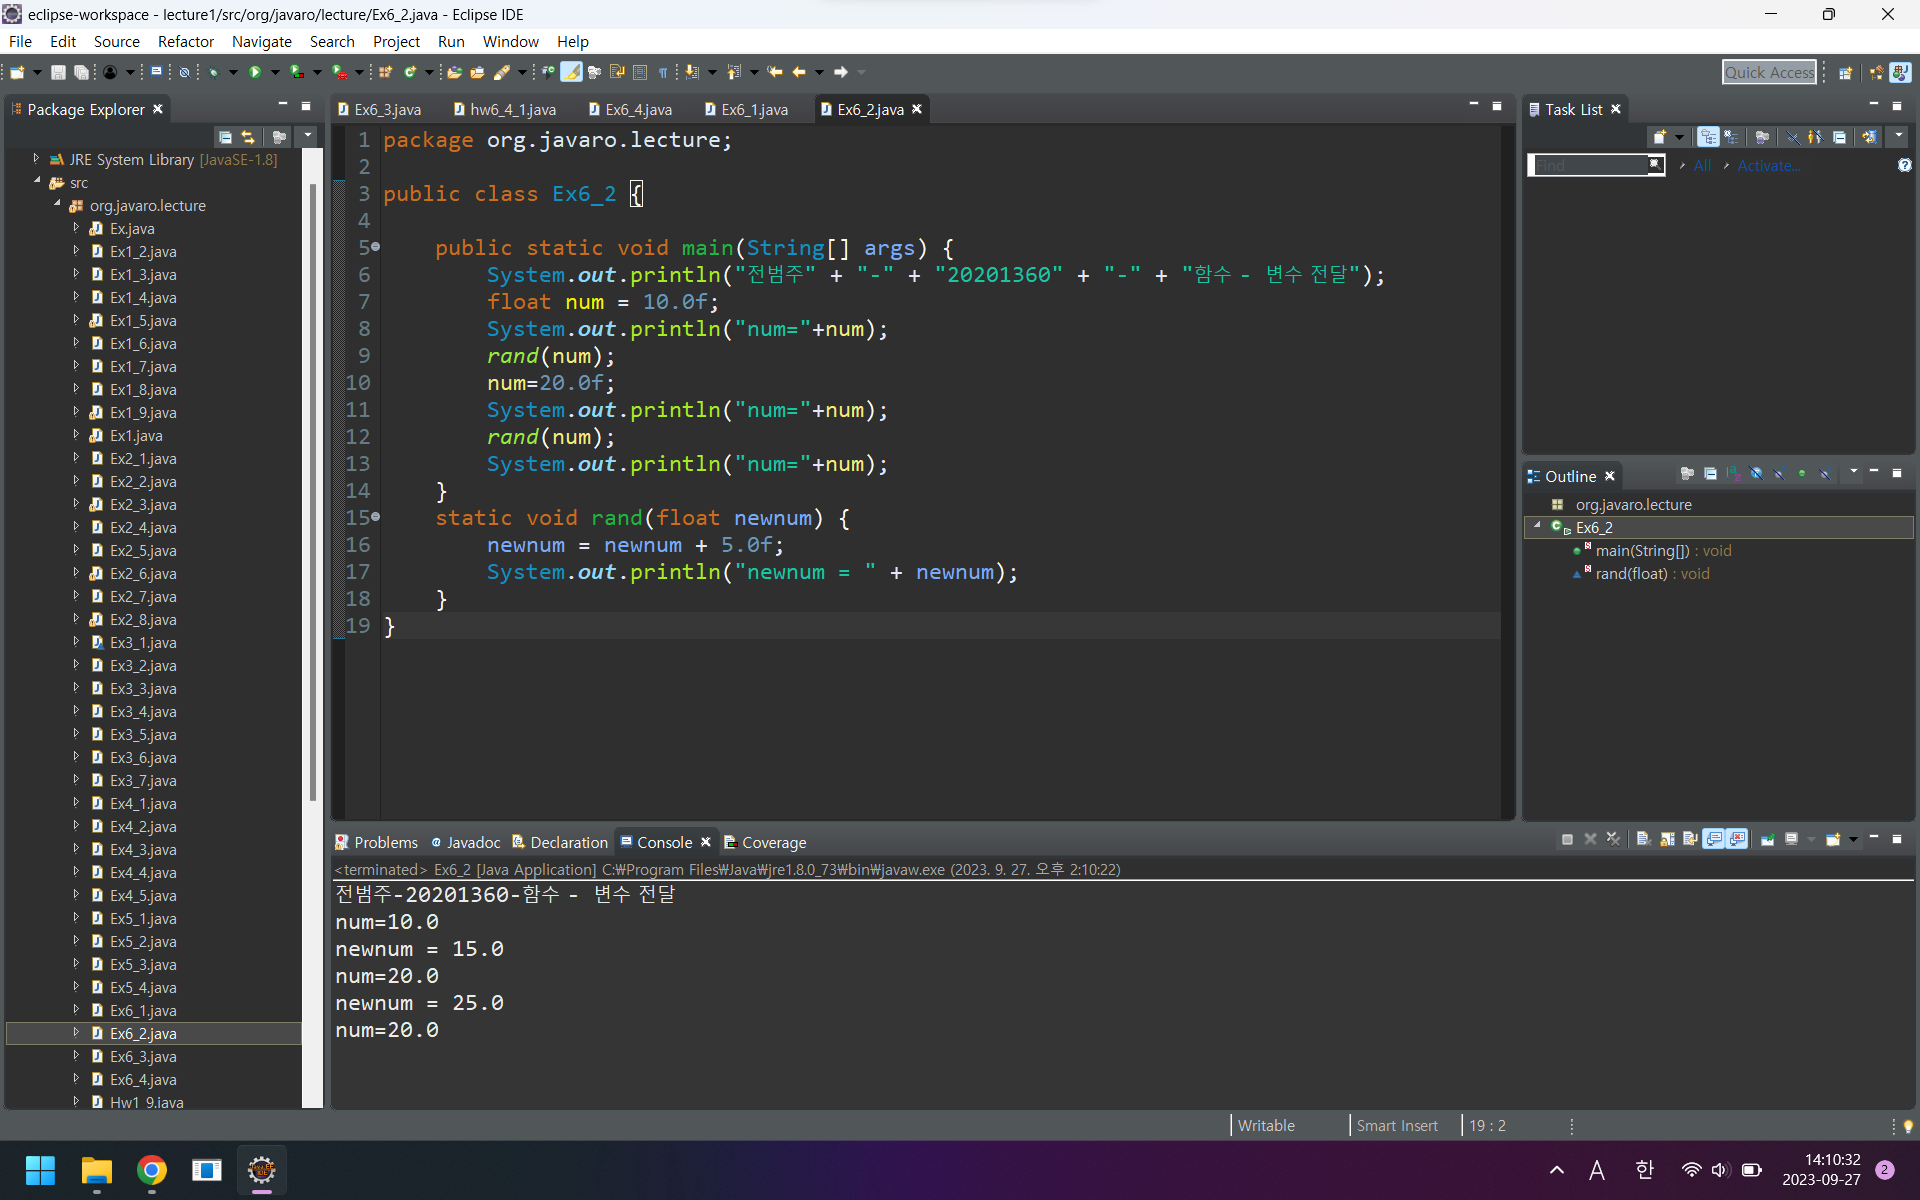 eclipse-workspace - lecture1/src/org/javaro/lecture/Ex6_2.java - Eclipse IDE
File Edit Source Refactor Navigate Search Project Run Window Help
Quick Access
Package Explorer
JRE System Library [JavaSE-1.8]
src
org.javaro.lecture
Ex.java
Ex1_2.java
Ex1_3.java
Ex1_4.java
Ex1_5.java
Ex1_6.java
Ex1_7.java
Ex1_8.java
Ex1_9.java
Ex1.java
Ex2_1.java
Ex2_2.java
Ex2_3.java
Ex2_4.java
Ex2_5.java
Ex2_6.java
Ex2_7.java
Ex2_8.java
Ex3_1.java
Ex3_2.java
Ex3_3.java
Ex3_4.java
Ex3_5.java
Ex3_6.java
Ex3_7.java
Ex4_1.java
Ex4_2.java
Ex4_3.java
Ex4_4.java
Ex4_5.java
Ex5_1.java
Ex5_2.java
Ex5_3.java
Ex5_4.java
Ex6_1.java
Ex6_2.java
Ex6_3.java
Ex6_4.java
Hw1_9.java
Ex6_3.java hw6_4_1.java Ex6_4.java Ex6_1.java Ex6_2.java
1 package org.javaro.lecture;
2
3 public class Ex6_2 {
4
5 public static void main(String[] args) {
6 System.out.println("전범주" + "-" + "20201360" + "-" + "함수 - 변수 전달");
7 float num = 10.0f;
8 System.out.println("num="+num);
9 rand(num);
10 num=20.0f;
11 System.out.println("num="+num);
12 rand(num);
13 System.out.println("num="+num);
14 }
15 static void rand(float newnum) {
16 newnum = newnum + 5.0f;
17 System.out.println("newnum = " + newnum);
18 }
19 }
Task List
Find All Activate...
Outline
org.javaro.lecture
Ex6_2
main(String[]) : void
rand(float) : void
Problems Javadoc Declaration Console Coverage
<terminated> Ex6_2 [Java Application] C:₩Program Files₩Java₩jre1.8.0_73₩bin₩javaw.exe (2023. 9. 27. 오후 2:10:22)
전범주-20201360-함수 - 변수 전달
num=10.0
newnum = 15.0
num=20.0
newnum = 25.0
num=20.0
Writable Smart Insert 19 : 2
A 한 14:10:32
2023-09-27
2